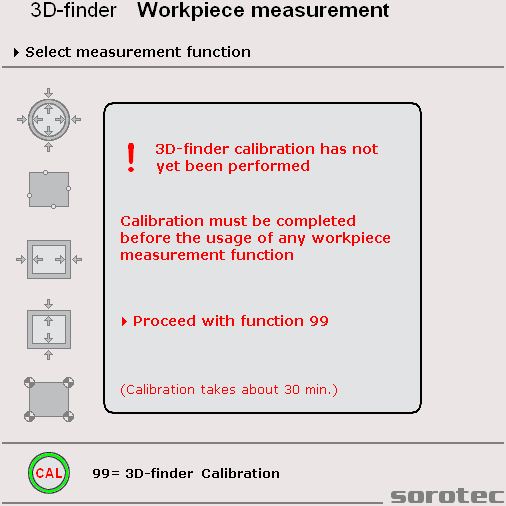 3D-finder Workpiece measurement
Select measurement function
! 3D-finder calibration has not
yet been performed
Calibration must be completed
before the usage of any workpiece
measurement function
Proceed with function 99
(Calibration takes about 30 min.)
CAL 99= 3D-finder Calibration
sorotec